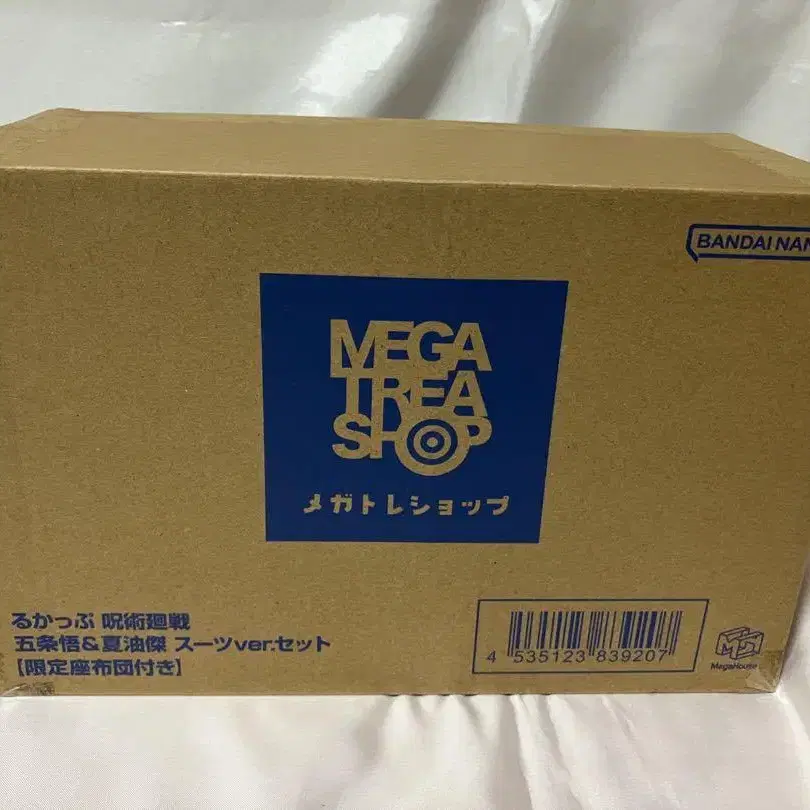 BANDAI NAM
MEGA
TREA
SHOP
メガトレショップ
るかっぷ 呪術廻戦
五条悟&夏油傑 スーツver.セット
【限定座布団付き】
4 535123 839207
MegaHouse